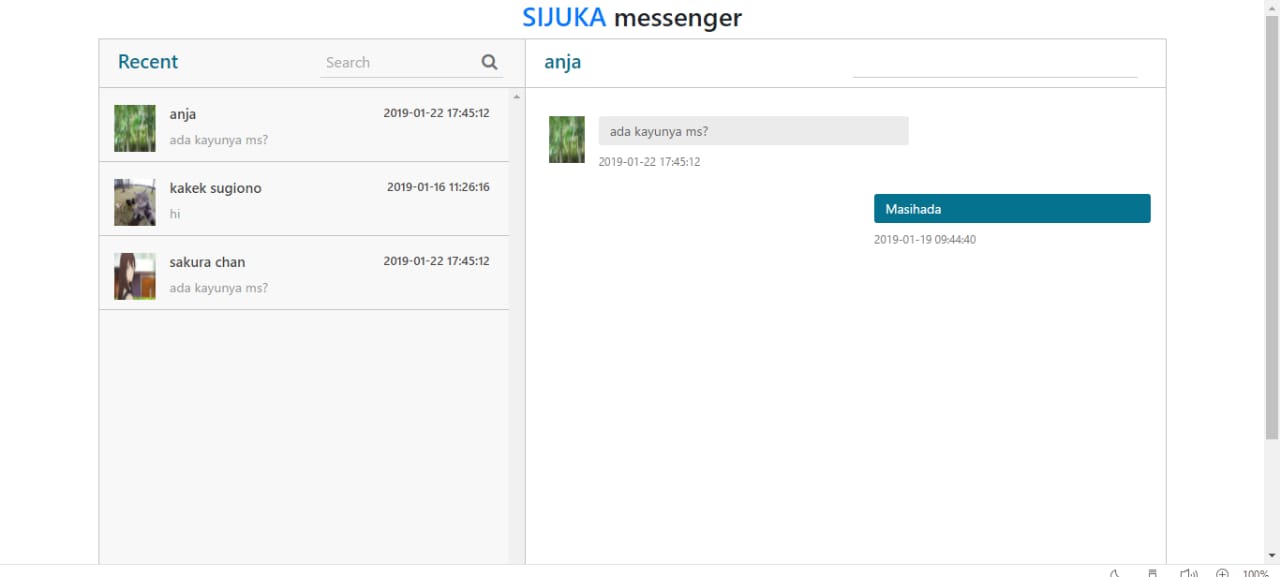 SIJUKA messenger
Recent
Search
anja
anja
2019-01-22 17:45:12
ada kayunya ms?
kakek sugiono
2019-01-16 11:26:16
hi
sakura chan
2019-01-22 17:45:12
ada kayunya ms?
ada kayunya ms?
2019-01-22 17:45:12
Masihada
2019-01-19 09:44:40
100%